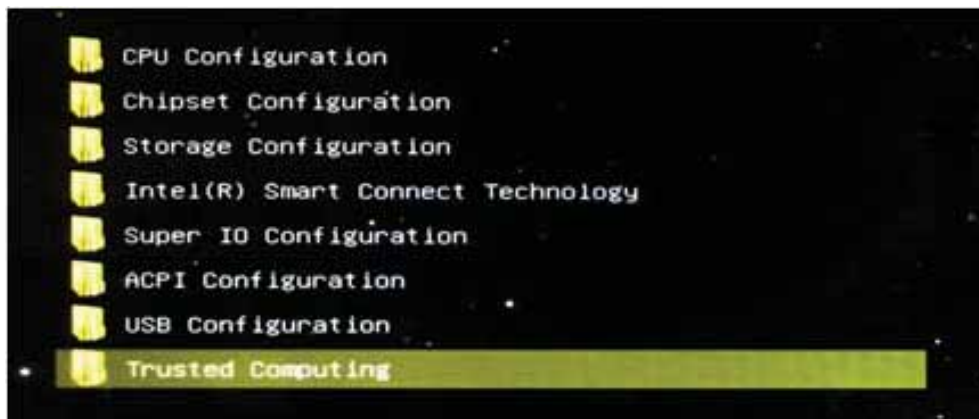 CPU Configuration
Chipset Configuration
Storage Configuration
Intel(R) Smart Connect Technology
Super IO Configuration
ACPI Configuration
USB Configuration
Trusted Computing